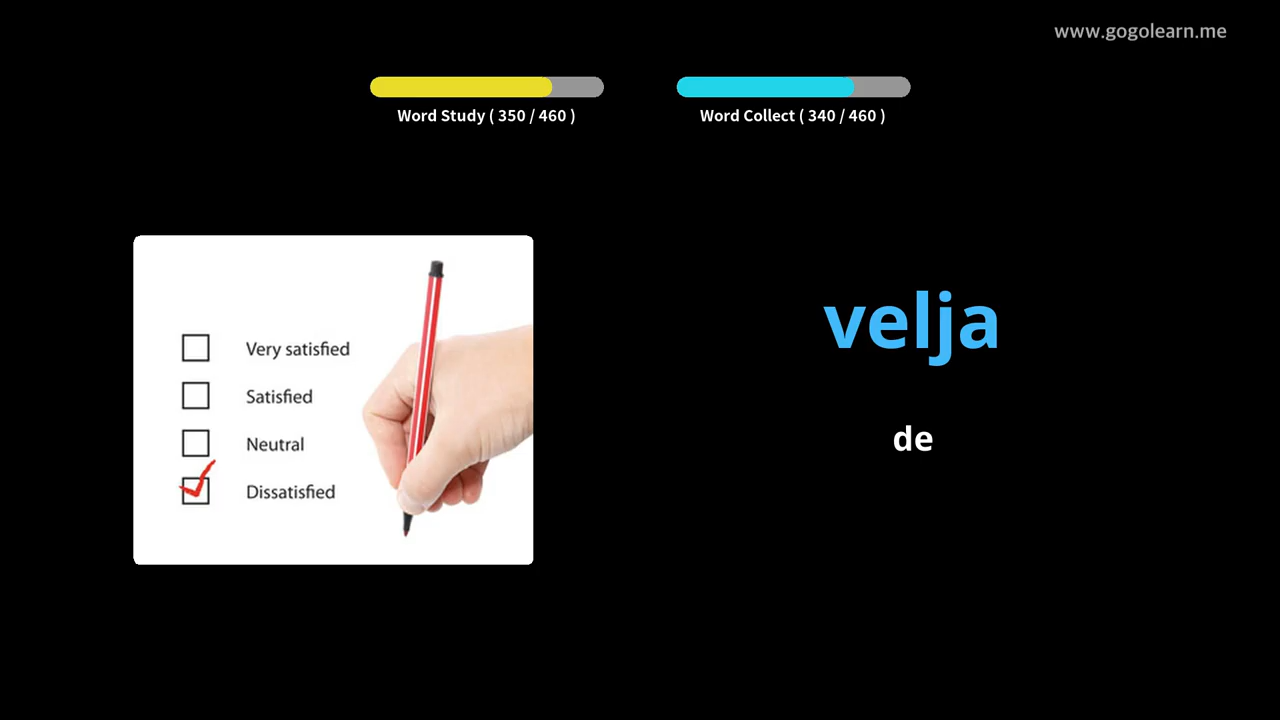 www.gogolearn.me
Word Study ( 350 / 460 )
Word Collect ( 340 / 460 )
Very satisfied
Satisfied
Neutral
Dissatisfied
velja
de